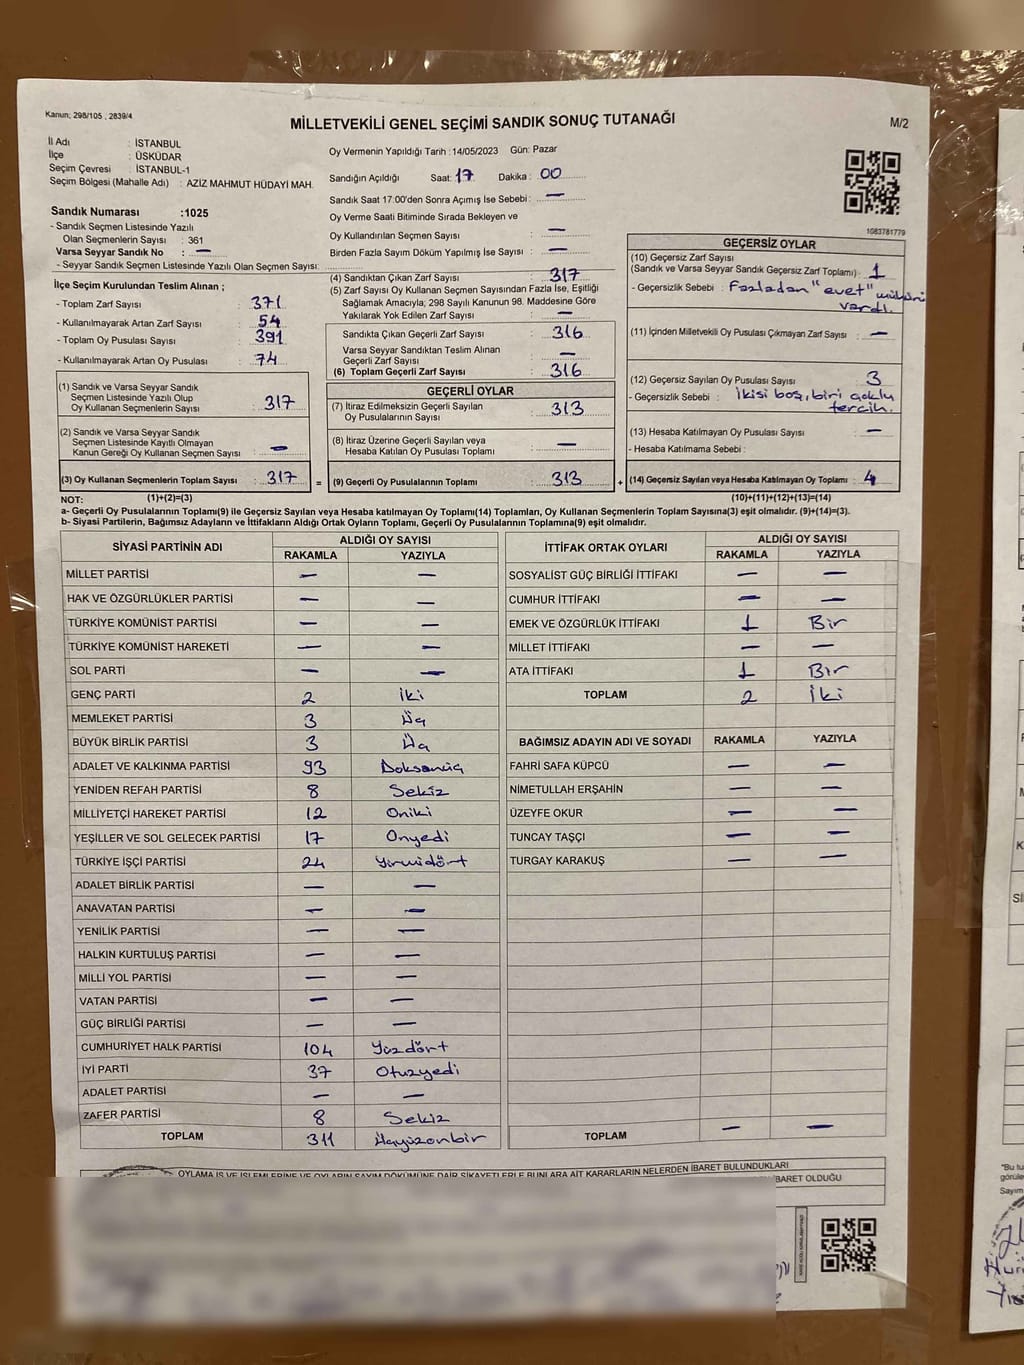 Kanun; 298/105 , 2839/4
MİLLETVEKİLİ GENEL SEÇİMİ SANDIK SONUÇ TUTANAĞI
M/2
İl Adı : İSTANBUL
İlçe : ÜSKÜDAR
Seçim Çevresi : İSTANBUL-1
Seçim Bölgesi (Mahalle Adı) : AZİZ MAHMUT HÜDAYİ MAH.
Oy Vermenin Yapıldığı Tarih : 14/05/2023 Gün: Pazar
Sandığın Açıldığı Saat: 17 Dakika : 00
Sandık Saat 17:00'den Sonra Açımış İse Sebebi: —
Oy Verme Saati Bitiminde Sırada Bekleyen ve
Oy Kullandırılan Seçmen Sayısı : —
Birden Fazla Sayım Döküm Yapılmış İse Sayısı : —
Sandık Numarası :1025
- Sandık Seçmen Listesinde Yazılı
Olan Seçmenlerin Sayısı : 361
Varsa Seyyar Sandık No : —
- Seyyar Sandık Seçmen Listesinde Yazılı Olan Seçmen Sayısı:
İlçe Seçim Kurulundan Teslim Alınan ;
- Toplam Zarf Sayısı : 371
- Kullanılmayarak Artan Zarf Sayısı : 54
- Toplam Oy Pusulası Sayısı : 391
- Kullanılmayarak Artan Oy Pusulası : 74
(1) Sandık ve Varsa Seyyar Sandık
Seçmen Listesinde Yazılı Olup
Oy Kullanan Seçmenlerin Sayısı : 317
(2) Sandık ve Varsa Seyyar Sandık
Seçmen Listesinde Kayıtlı Olmayan
Kanun Gereği Oy Kullanan Seçmen Sayısı : —
(3) Oy Kullanan Seçmenlerin Toplam Sayısı : 317 =
(4) Sandıktan Çıkan Zarf Sayısı : 317
(5) Zarf Sayısı Oy Kullanan Seçmen Sayısından Fazla İse, Eşitliği
Sağlamak Amacıyla; 298 Sayılı Kanunun 98. Maddesine Göre
Yakılarak Yok Edilen Zarf Sayısı : —
Sandıkta Çıkan Geçerli Zarf Sayısı : 316
Varsa Seyyar Sandıktan Teslim Alınan
Geçerli Zarf Sayısı : —
(6) Toplam Geçerli Zarf Sayısı : 316
GEÇERLİ OYLAR
(7) İtiraz Edilmeksizin Geçerli Sayılan
Oy Pusulalarının Sayısı : 313
(8) İtiraz Üzerine Geçerli Sayılan veya
Hesaba Katılan Oy Pusulası Toplamı : —
(9) Geçerli Oy Pusulalarının Toplamı : 313 +
1083781779
GEÇERSİZ OYLAR
(10) Geçersiz Zarf Sayısı
(Sandık ve Varsa Seyyar Sandık Geçersiz Zarf Toplamı) : 1
- Geçersizlik Sebebi : Fazladan "evet" mührü
vardı.
(11) İçinden Milletvekili Oy Pusulası Çıkmayan Zarf Sayısı : —
(12) Geçersiz Sayılan Oy Pusulası Sayısı : 3
- Geçersizlik Sebebi : İkisi boş, biri çoklu
tercih.
(13) Hesaba Katılmayan Oy Pusulası Sayısı : —
- Hesaba Katılmama Sebebi :
(14) Geçersiz Sayılan veya Hesaba Katılmayan Oy Toplamı : 4
NOT: (1)+(2)=(3) (10)+(11)+(12)+(13)=(14)
a- Geçerli Oy Pusulalarının Toplamı(9) ile Geçersiz Sayılan veya Hesaba Katılmayan Oy Toplamı(14) Toplamları, Oy Kullanan Seçmenlerin Toplam Sayısına(3) eşit olmalıdır. (9)+(14)=(3).
b- Siyasi Partilerin, Bağımsız Adayların ve İttifakların Aldığı Ortak Oyların Toplamı, Geçerli Oy Pusulalarının Toplamına(9) eşit olmalıdır.
SİYASİ PARTİNİN ADI ALDIĞI OY SAYISI
RAKAMLA YAZIYLA
MİLLET PARTİSİ — —
HAK VE ÖZGÜRLÜKLER PARTİSİ — —
TÜRKİYE KOMÜNİST PARTİSİ — —
TÜRKİYE KOMÜNİST HAREKETİ — —
SOL PARTİ — —
GENÇ PARTİ 2 İki
MEMLEKET PARTİSİ 3 Üç
BÜYÜK BİRLİK PARTİSİ 3 Üç
ADALET VE KALKINMA PARTİSİ 93 Doksanüç
YENİDEN REFAH PARTİSİ 8 Sekiz
MİLLİYETÇİ HAREKET PARTİSİ 12 Oniki
YEŞİLLER VE SOL GELECEK PARTİSİ 17 Onyedi
TÜRKİYE İŞÇİ PARTİSİ 24 Yirmidört
ADALET BİRLİK PARTİSİ — —
ANAVATAN PARTİSİ — —
YENİLİK PARTİSİ — —
HALKIN KURTULUŞ PARTİSİ — —
MİLLİ YOL PARTİSİ — —
VATAN PARTİSİ — —
GÜÇ BİRLİĞİ PARTİSİ — —
CUMHURİYET HALK PARTİSİ 104 Yüzdört
İYİ PARTİ 37 Otuzyedi
ADALET PARTİSİ — —
ZAFER PARTİSİ 8 Sekiz
TOPLAM 311 Üçyüzonbir
İTTİFAK ORTAK OYLARI ALDIĞI OY SAYISI
RAKAMLA YAZIYLA
SOSYALİST GÜÇ BİRLİĞİ İTTİFAKI — —
CUMHUR İTTİFAKI — —
EMEK VE ÖZGÜRLÜK İTTİFAKI 1 Bir
MİLLET İTTİFAKI — —
ATA İTTİFAKI 1 Bir
TOPLAM 2 İki
BAĞIMSIZ ADAYIN ADI VE SOYADI RAKAMLA YAZIYLA
FAHRİ SAFA KÜPCÜ — —
NİMETULLAH ERŞAHİN — —
ÜZEYFE OKUR — —
TUNCAY TAŞÇI — —
TURGAY KARAKUŞ — —
TOPLAM — —
OYLAMA İŞ VE İŞLEMLERİNE VE OYLARIN SAYIM DÖKÜMÜNE DAİR ŞİKAYETLERLE BUNLARA AİT KARARLARIN NELERDEN İBARET BULUNDUKLARI
İBARET OLDUĞU